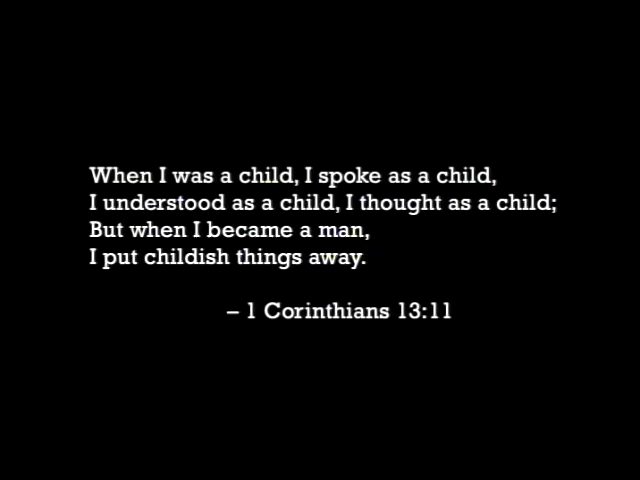 When I was a child, I spoke as a child,
I understood as a child, I thought as a child;
But when I became a man,
I put childish things away.
– 1 Corinthians 13:11